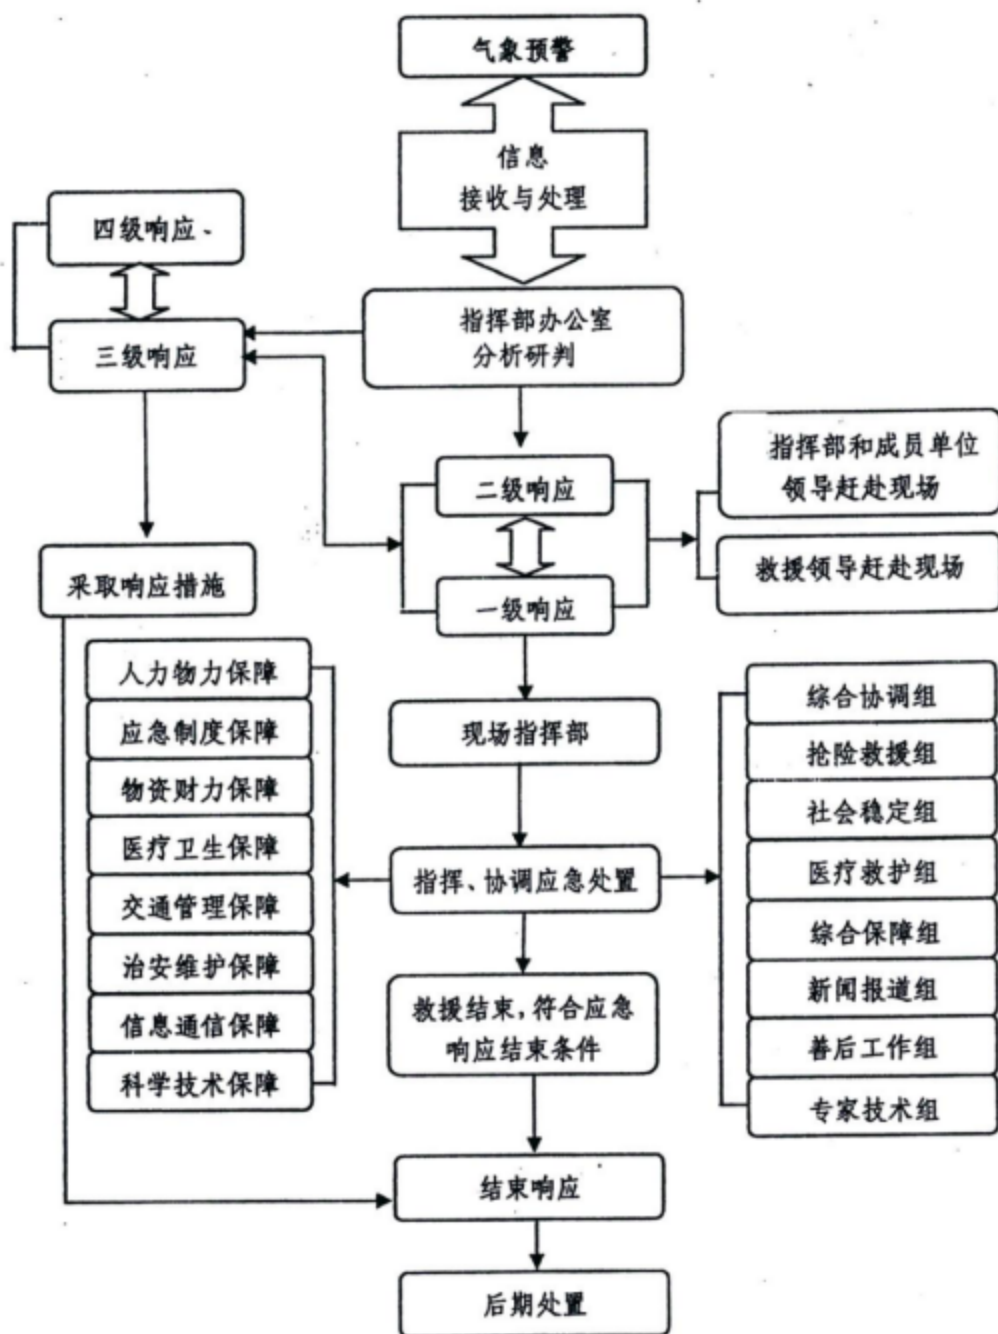 气象预警
信息
接收与处理
四级响应、
三级响应
指挥部办公室
分析研判
二级响应
一级响应
指挥部和成员单位
领导赶赴现场
救援领导赶赴现场
采取响应措施
人力物力保障
应急制度保障
物资财力保障
医疗卫生保障
交通管理保障
治安维护保障
信息通信保障
科学技术保障
现场指挥部
指挥、协调应急处置
综合协调组
抢险救援组
社会稳定组
医疗救护组
综合保障组
新闻报道组
善后工作组
专家技术组
救援结束,符合应急
响应结束条件
结束响应
后期处置